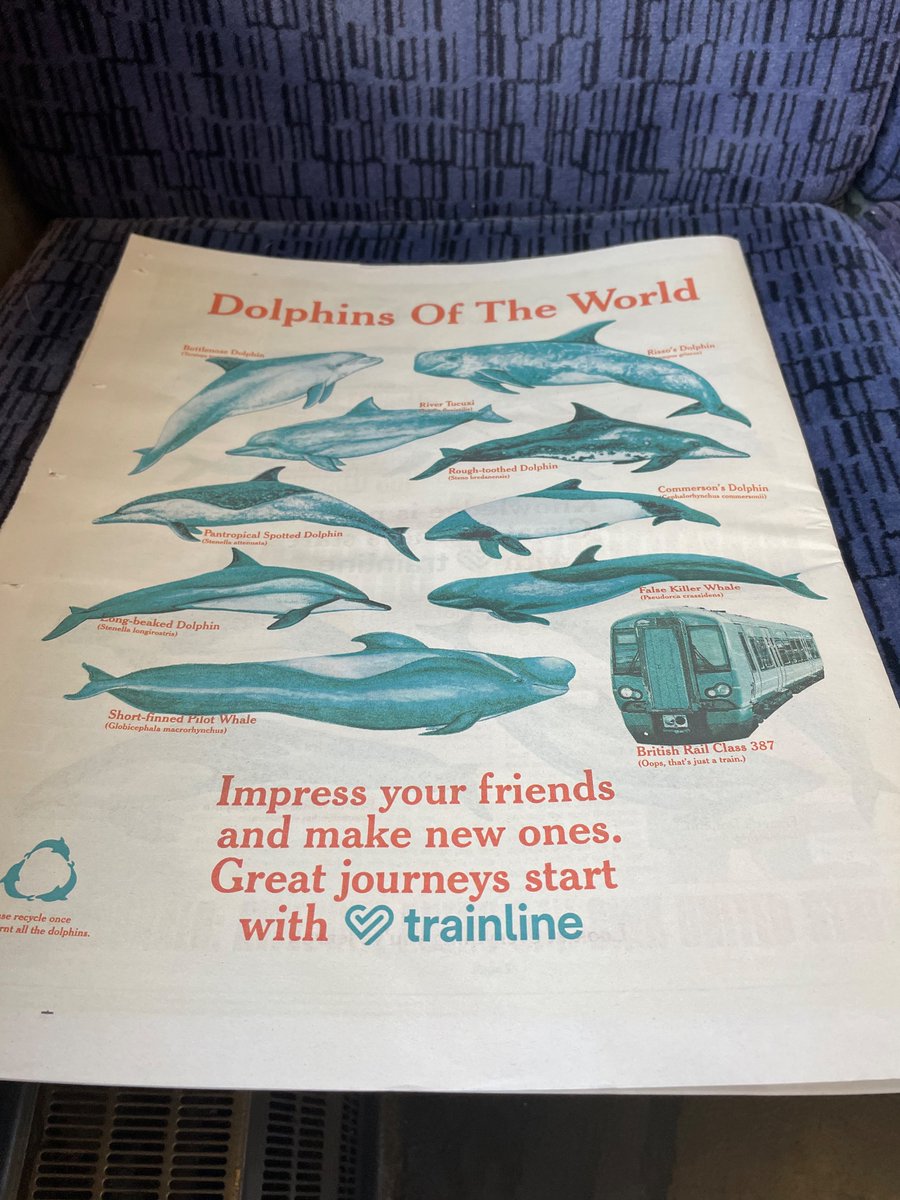 Dolphins Of The World
Bottlenose Dolphin
Risso's Dolphin
River Tucuxi
Rough-toothed Dolphin
(Steno bredanensis)
Commerson's Dolphin
(Cephalorhynchus commersonii)
Pantropical Spotted Dolphin
(Stenella attenuata)
False Killer Whale
(Pseudorca crassidens)
Long-beaked Dolphin
(Stenella longirostris)
Short-finned Pilot Whale
(Globicephala macrorhynchus)
British Rail Class 387
(Oops, that's just a train.)
Impress your friends
and make new ones.
Great journeys start
with trainline
se recycle once
rnt all the dolphins.